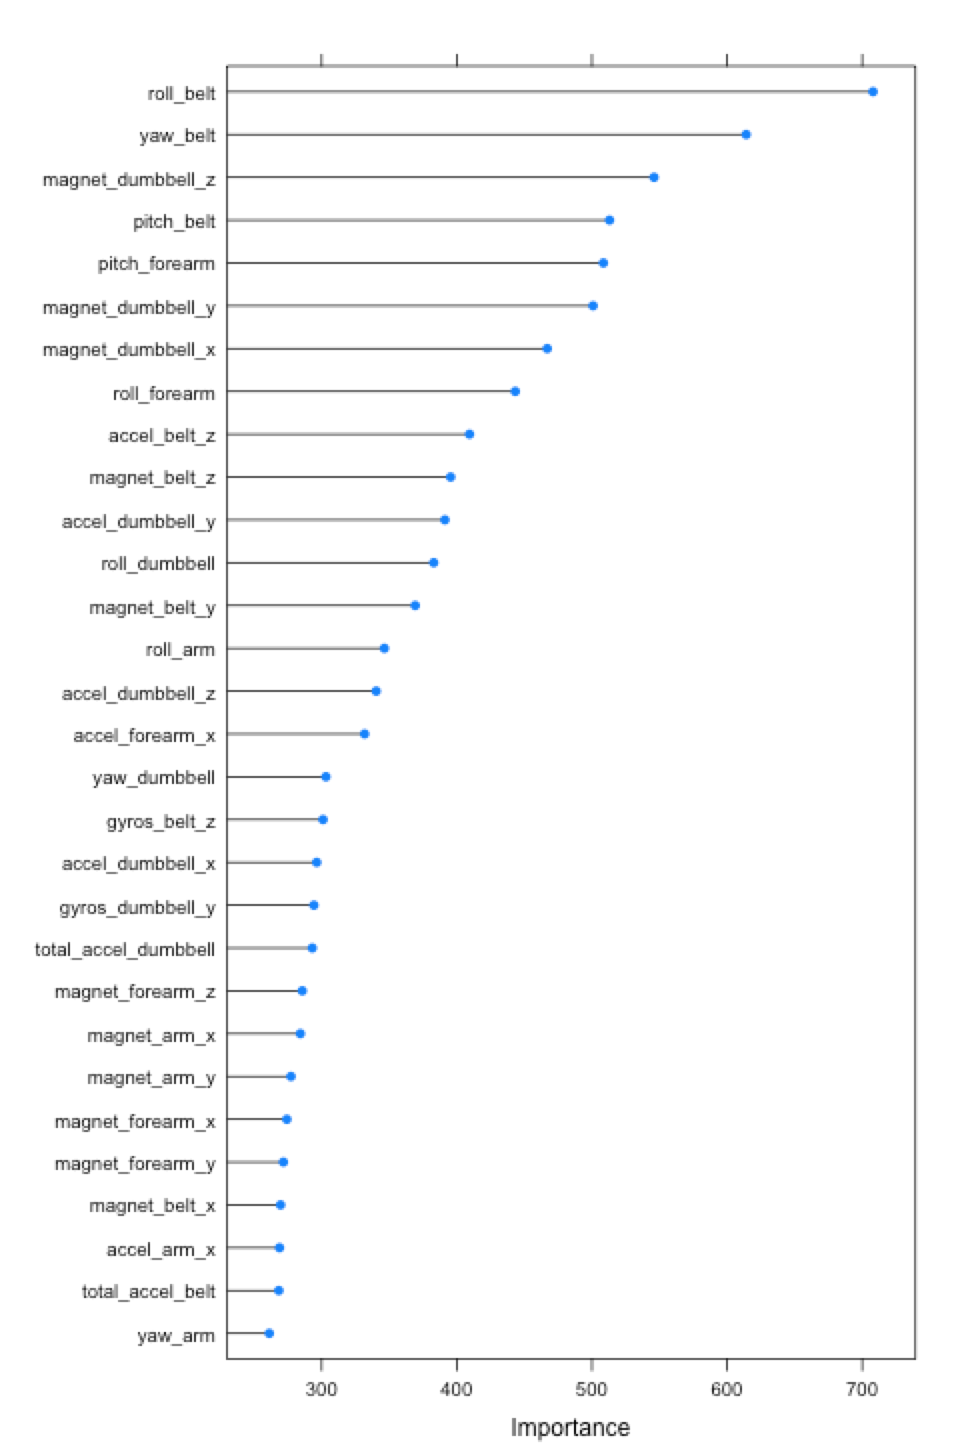 roll_belt
yaw_belt
magnet_dumbbell_z
pitch_belt
pitch_forearm
magnet_dumbbell_y
magnet_dumbbell_x
roll_forearm
accel_belt_z
magnet_belt_z
accel_dumbbell_y
roll_dumbbell
magnet_belt_y
roll_arm
accel_dumbbell_z
accel_forearm_x
yaw_dumbbell
gyros_belt_z
accel_dumbbell_x
gyros_dumbbell_y
total_accel_dumbbell
magnet_forearm_z
magnet_arm_x
magnet_arm_y
magnet_forearm_x
magnet_forearm_y
magnet_belt_x
accel_arm_x
total_accel_belt
yaw_arm
300 400 500 600 700
Importance